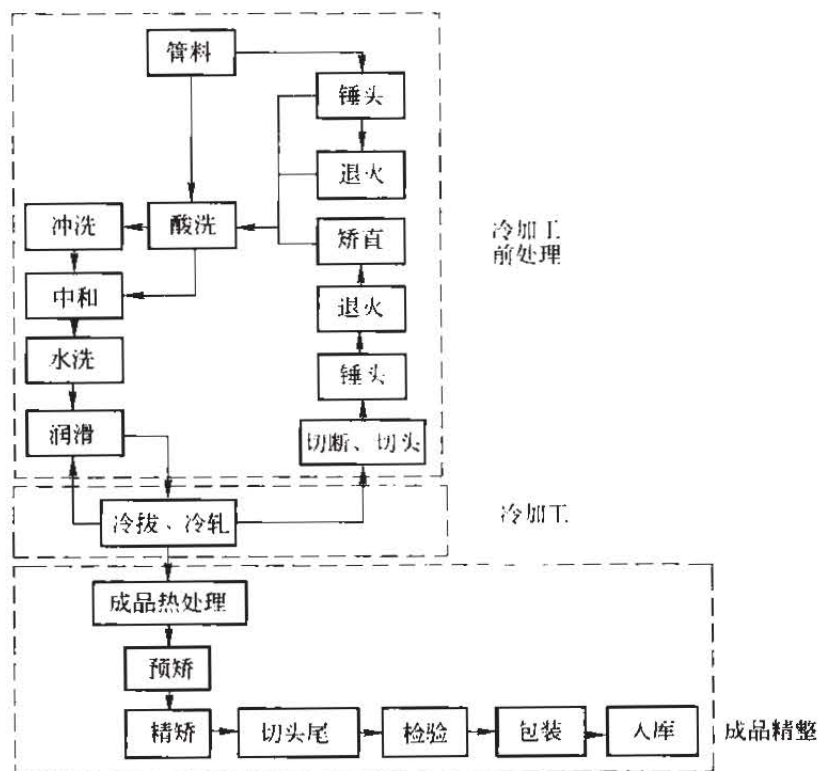 管料
锤头
退火
冲洗
酸洗
矫直
冷加工
前处理
中和
退火
水洗
锤头
润滑
切断、切头
冷拔、冷轧
冷加工
成品热处理
预矫
精矫
切头尾
检验
包装
入库
成品精整